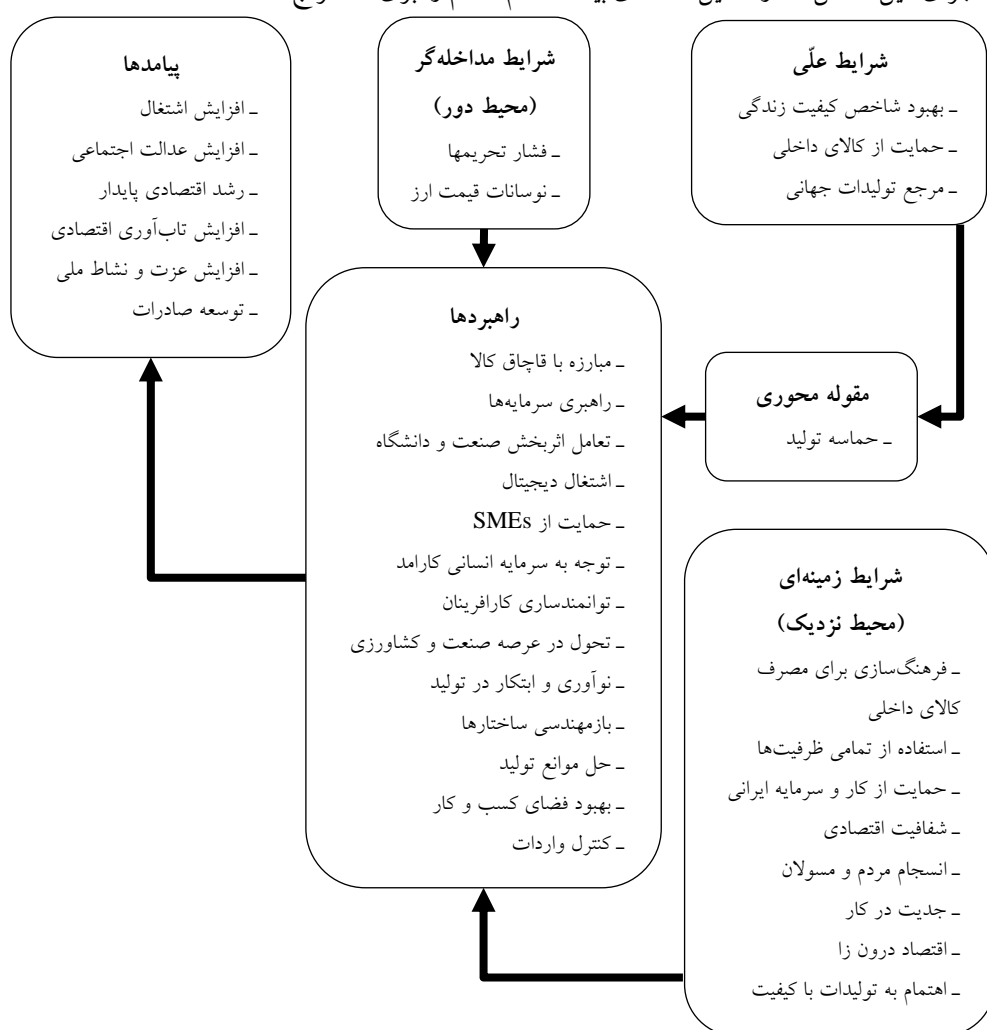 شرایط علّی
ـ بهبود شاخص کیفیت زندگی
ـ حمایت از کالای داخلی
ـ مرجع تولیدات جهانی
شرایط مداخله‌گر
(محیط دور)
ـ فشار تحریمها
ـ نوسانات قیمت ارز
پیامدها
ـ افزایش اشتغال
ـ افزایش عدالت اجتماعی
ـ رشد اقتصادی پایدار
ـ افزایش تاب‌آوری اقتصادی
ـ افزایش عزت و نشاط ملی
ـ توسعه صادرات
مقوله محوری
ـ حماسه تولید
راهبردها
ـ مبارزه با قاچاق کالا
ـ راهبری سرمایه‌ها
ـ تعامل اثربخش صنعت و دانشگاه
ـ اشتغال دیجیتال
ـ حمایت از SMEs
ـ توجه به سرمایه انسانی کارامد
ـ توانمندساری کارافرینان
ـ تحول در عرصه صنعت و کشاورزی
ـ نوآوری و ابتکار در تولید
ـ بازمهندسی ساختارها
ـ حل موانع تولید
ـ بهبود فضای کسب و کار
ـ کنترل واردات
شرایط زمینه‌ای
(محیط نزدیک)
ـ فرهنگ‌سازی برای مصرف
کالای داخلی
ـ استفاده از تمامی ظرفیت‌ها
ـ حمایت از کار و سرمایه ایرانی
ـ شفافیت اقتصادی
ـ انسجام مردم و مسولان
ـ جدیت در کار
ـ اقتصاد درون زا
ـ اهتمام به تولیدات با کیفیت